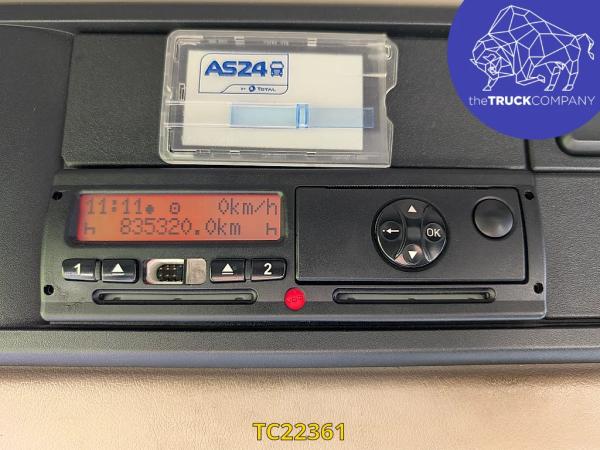 AS24
BY TOTAL
theTRUCKCOMPANY
11:11 0km/h
h 835320.0km h
1
2
OK
TC22361